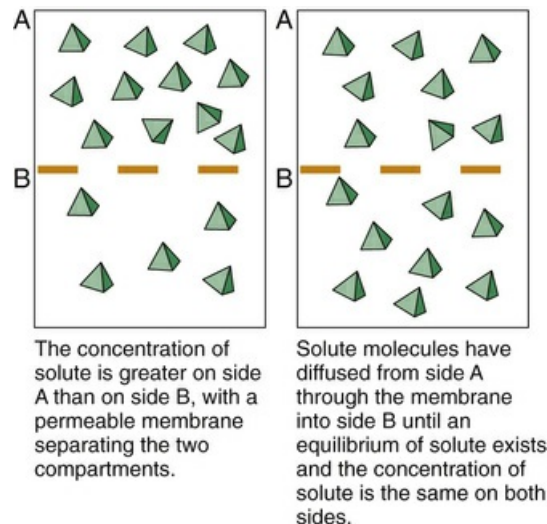 A
B
The concentration of
solute is greater on side
A than on side B, with a
permeable membrane
separating the two
compartments.
A
B
Solute molecules have
diffused from side A
through the membrane
into side B until an
equilibrium of solute exists
and the concentration of
solute is the same on both
sides.